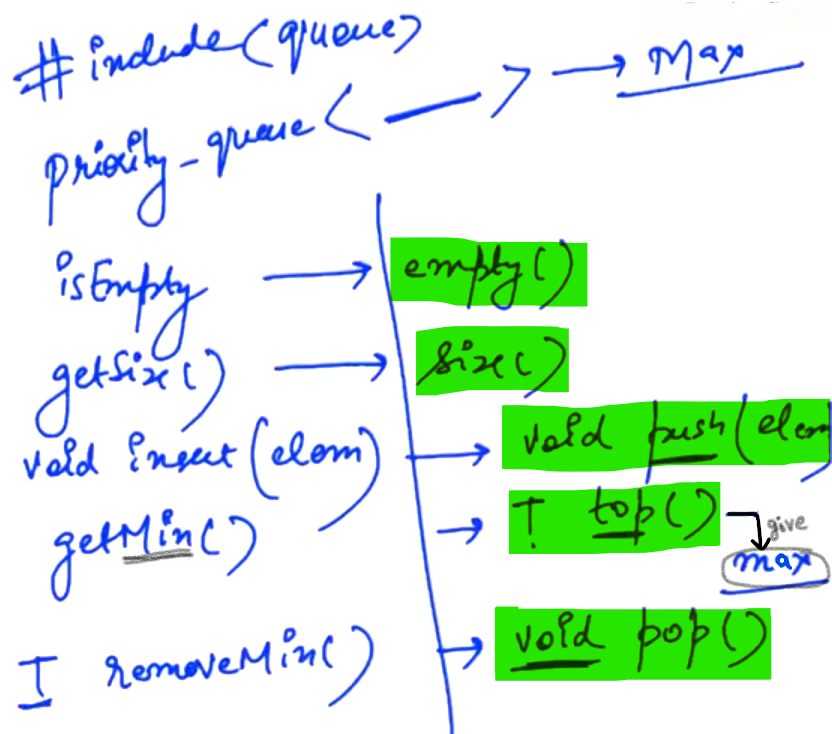 #include(queue)
priority_queue < — > → Max
isEmpty → empty()
getSize() → size()
void insert(elem) → void push(elem
getMin() → T top() → give
max
T removeMin() → void pop()